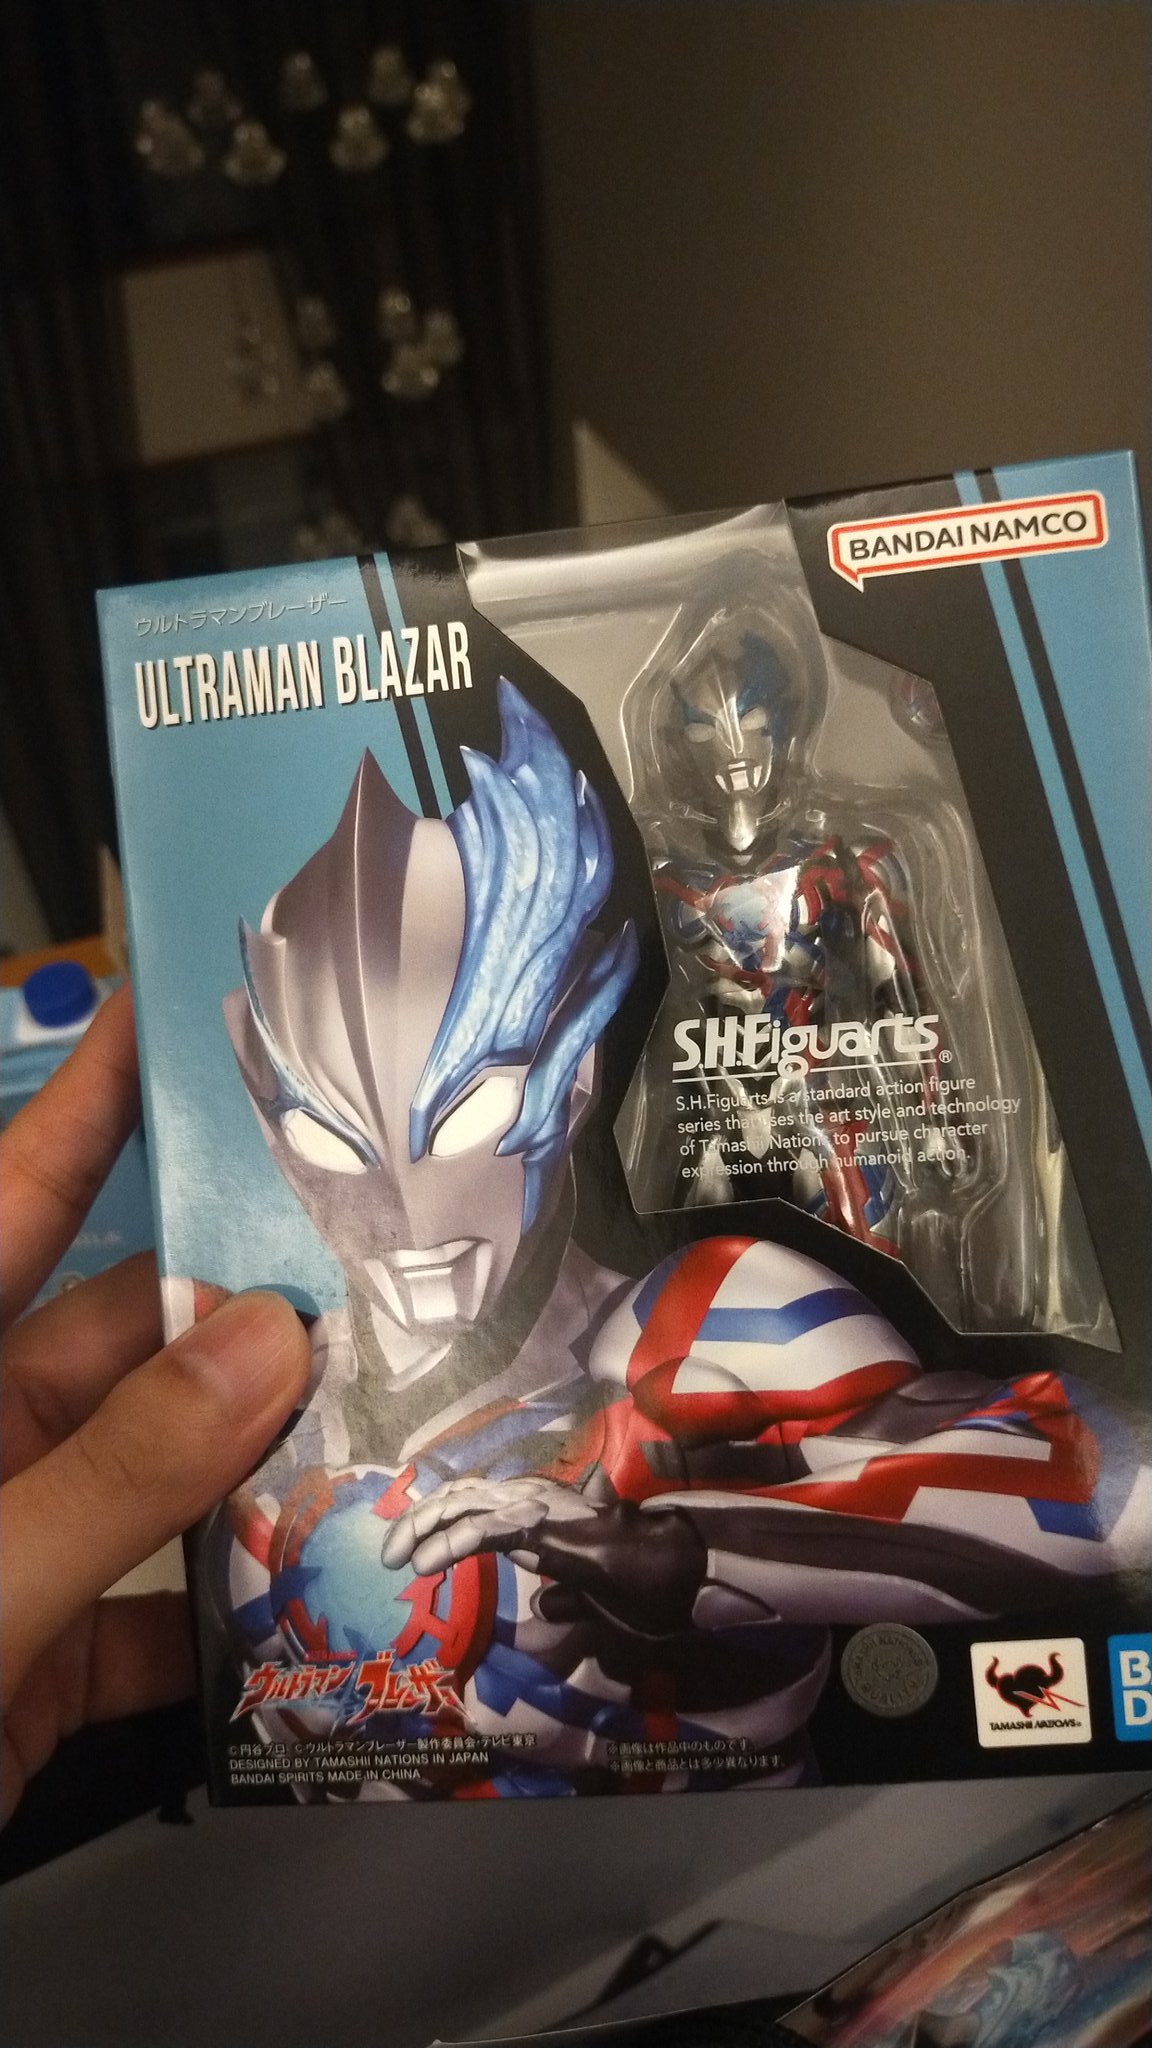 ウルトラマンブレーザー
ULTRAMAN BLAZAR
BANDAI NAMCO
S.H.Figuarts®
S.H.Figuarts is a standard action figure
series that uses the art style and technology
of Tamashii Nations to pursue character
expression through humanoid action.
ULTRAMAN
ウルトラマンブレーザー
©円谷プロ ©ウルトラマンブレーザー製作委員会・テレビ東京
DESIGNED BY TAMASHII NATIONS IN JAPAN
BANDAI SPIRITS MADE IN CHINA
※画像は作品中のものです。
※画像と商品とは多少異なります。
TAMASHII NATIONS
QUALITY
TAMASHII NATIONS®
B
D